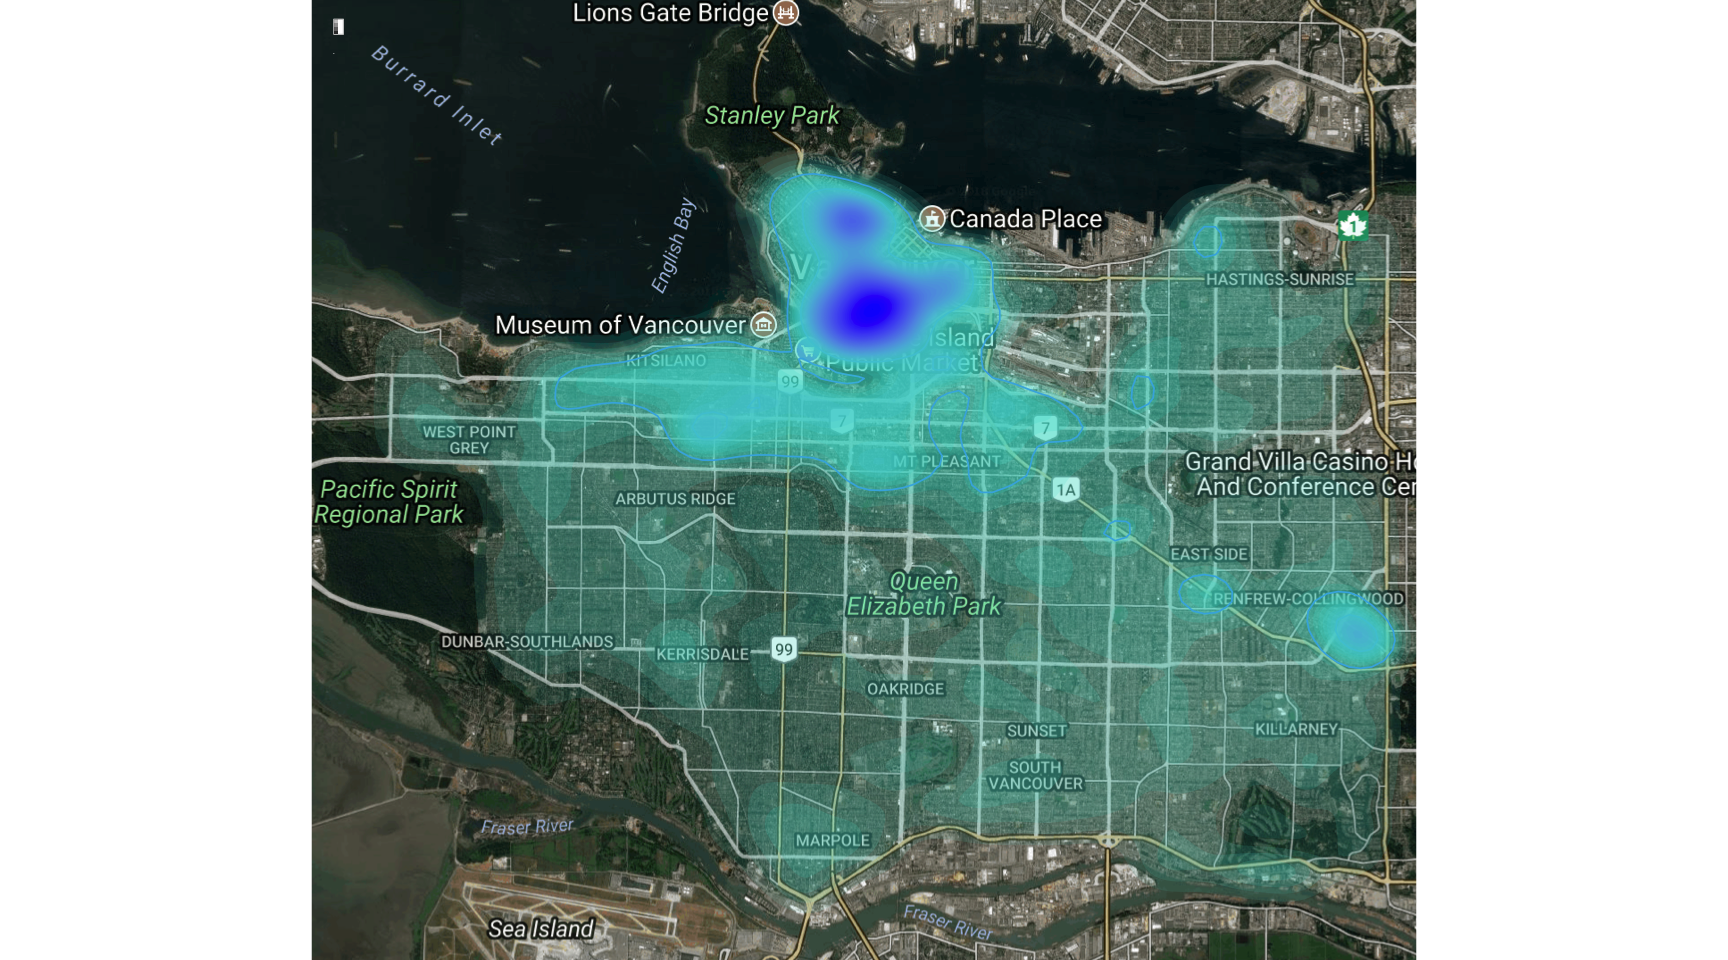 Lions Gate Bridge
Burrard Inlet
Stanley Park
English Bay
Canada Place
1
HASTINGS-SUNRISE
Museum of Vancouver
Island
Public Market
KITSILANO
99
7
7
WEST POINT
GREY
MT PLEASANT
Grand Villa Casino Ho
And Conference Cen
Pacific Spirit
Regional Park
ARBUTUS RIDGE
1A
EAST SIDE
Queen
Elizabeth Park
RENFREW-COLLINGWOOD
DUNBAR-SOUTHLANDS
KERRISDALE
99
OAKRIDGE
SUNSET
KILLARNEY
SOUTH
VANCOUVER
Fraser River
MARPOLE
Sea Island
Fraser River